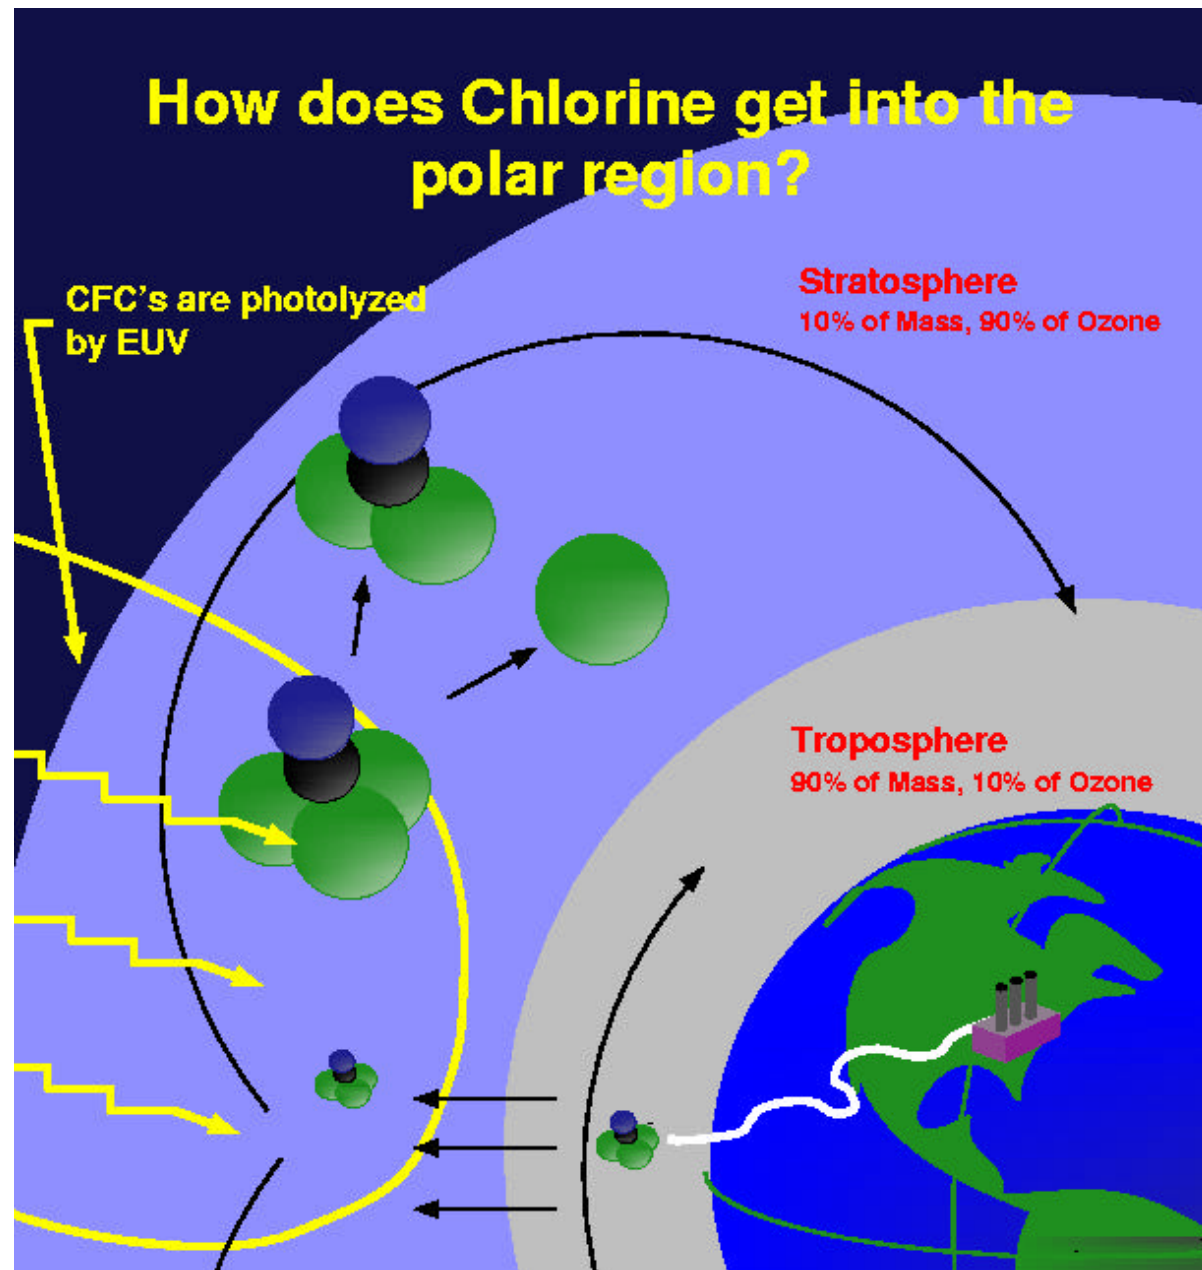 How does Chlorine get into the
polar region?
CFC's are photolyzed
by EUV
Stratosphere
10% of Mass, 90% of Ozone
Troposphere
90% of Mass, 10% of Ozone